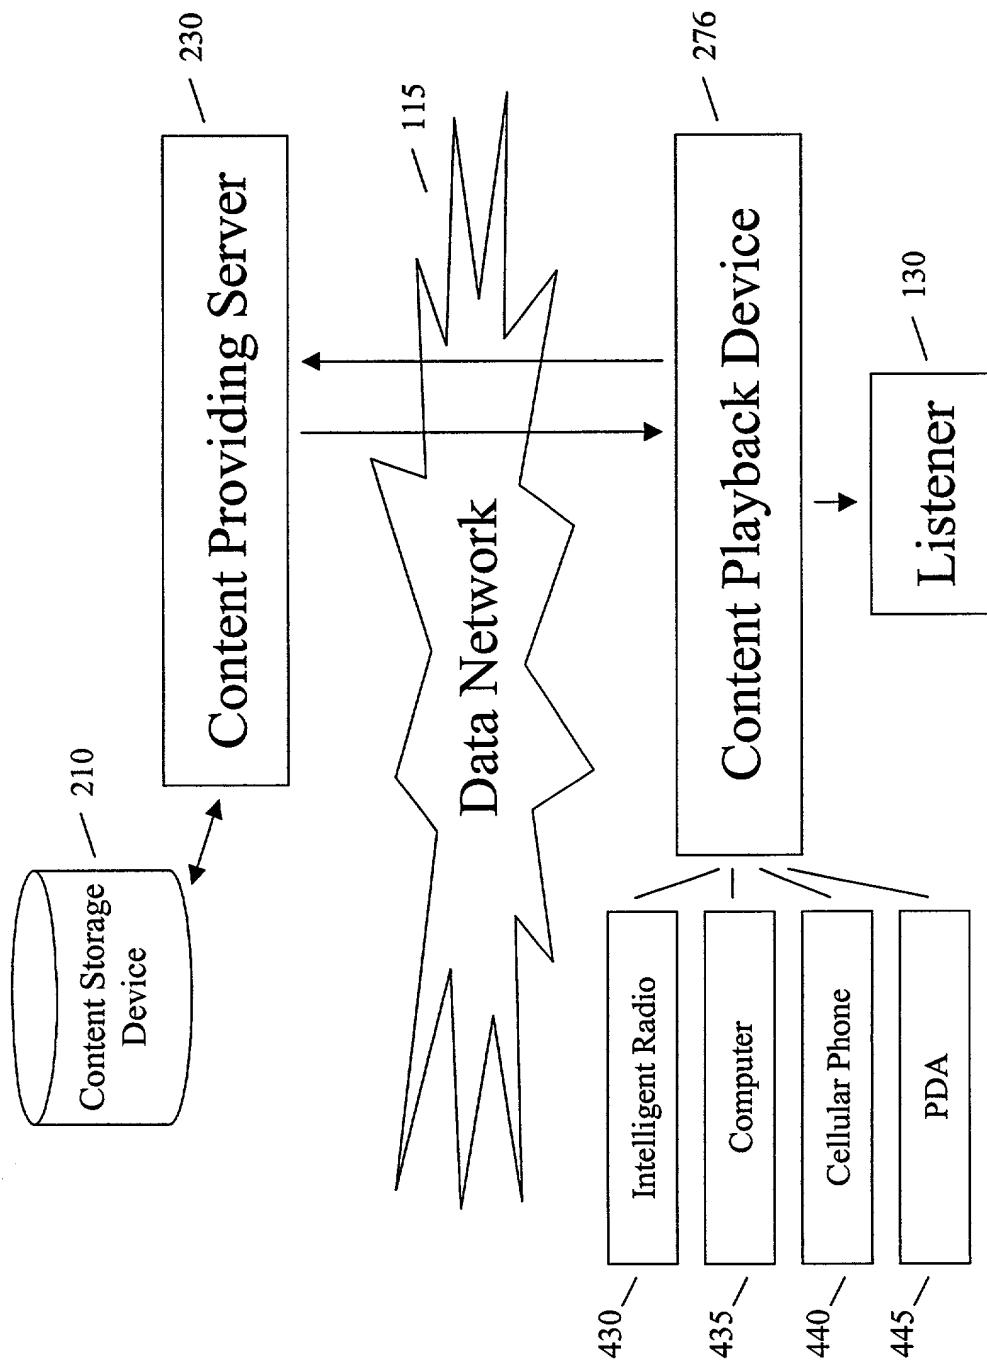 Content Storage
Device
210
Content Providing Server
230
Data Network
115
Content Playback Device
276
Intelligent Radio
430
Computer
435
Cellular Phone
440
PDA
445
Listener
130